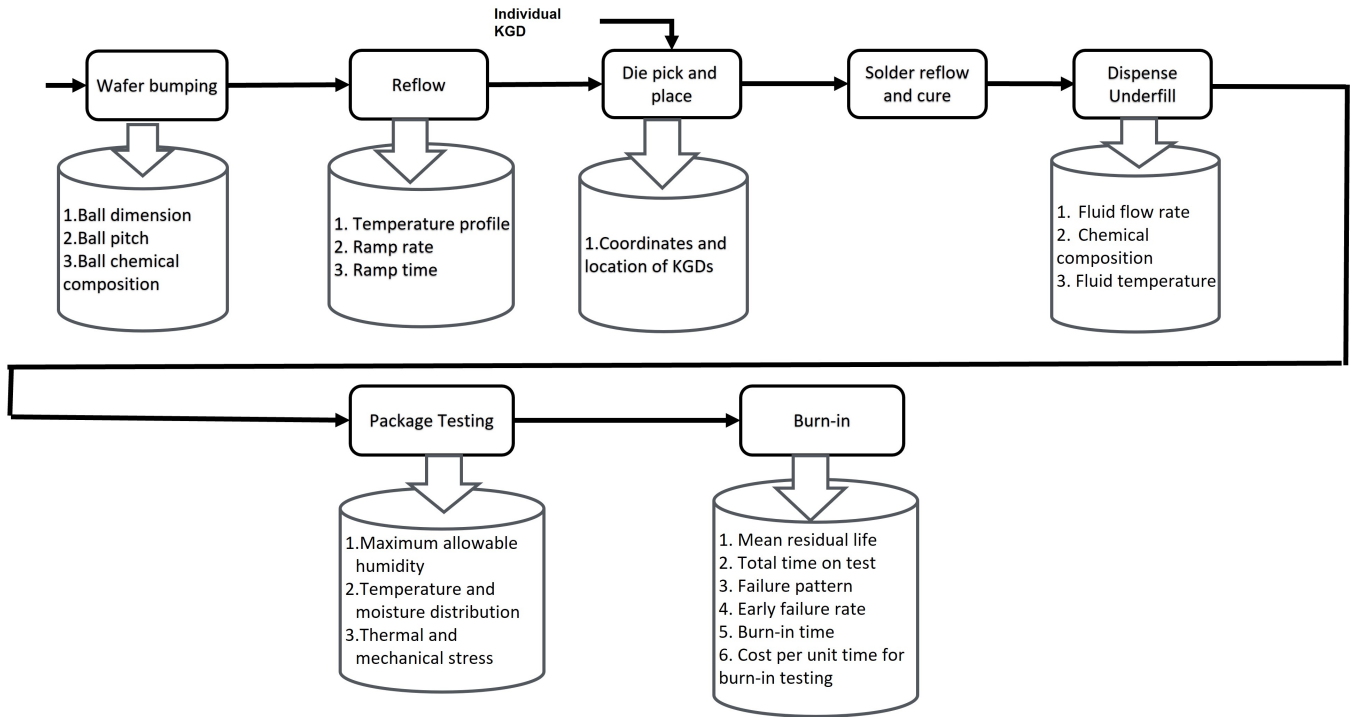 Individual
KGD
Wafer bumping
Reflow
Die pick and
place
Solder reflow
and cure
Dispense
Underfill
1.Ball dimension
2.Ball pitch
3.Ball chemical
composition
1. Temperature profile
2. Ramp rate
3. Ramp time
1.Coordinates and
location of KGDs
1. Fluid flow rate
2. Chemical
composition
3. Fluid temperature
Package Testing
Burn-in
1.Maximum allowable
humidity
2.Temperature and
moisture distribution
3.Thermal and
mechanical stress
1. Mean residual life
2. Total time on test
3. Failure pattern
4. Early failure rate
5. Burn-in time
6. Cost per unit time for
burn-in testing